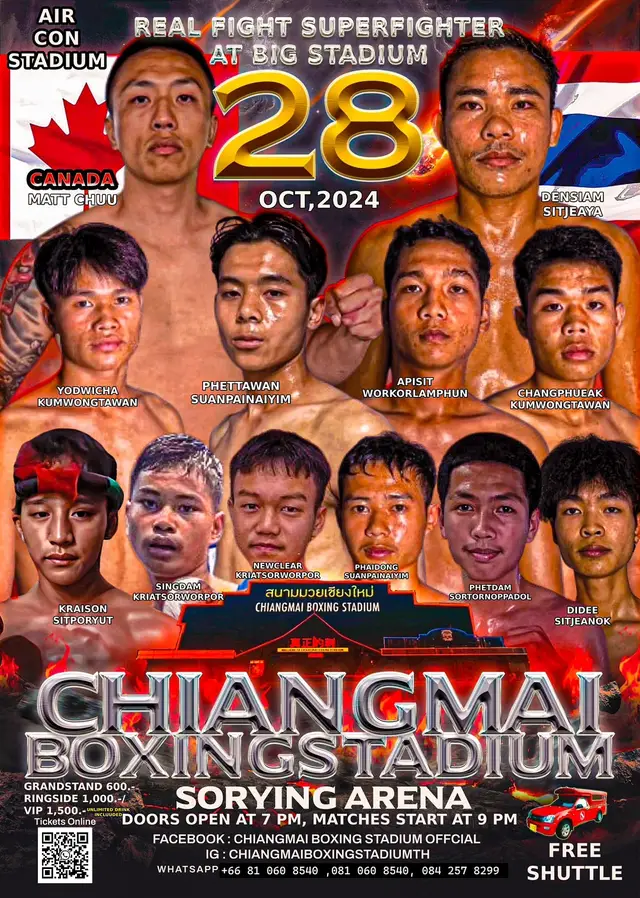 AIR
CON
STADIUM
REAL FIGHT SUPERFIGHTER
AT BIG STADIUM
28
OCT,2024
CANADA
MATT CHUU
DENSIAM
SITJEAYA
YODWICHA
KUMWONGTAWAN
PHETTAWAN
SUANPAINAIYIM
APISIT
WORKORLAMPHUN
CHANGPHUEAK
KUMWONGTAWAN
KRAISON
SITPORYUT
SINGDAM
KRIATSORWORPOR
NEWCLEAR
KRIATSORWORPOR
PHAIDONG
SUANPAINAIYIM
PHETDAM
SORTORNOPPADOL
DIDEE
SITJEANOK
สนามมวยเชียงใหม่
CHIANGMAI BOXING STADIUM
CHIANGMAI
BOXINGSTADIUM
SORYING ARENA
DOORS OPEN AT 7 PM, MATCHES START AT 9 PM
GRANDSTAND 600.-
RINGSIDE 1,000.-/
VIP 1,500.- UNLIMITED DRINK
INCLUUDED
Tickets Online
FACEBOOK : CHIANGMAI BOXING STADIUM OFFCIAL
IG : CHIANGMAIBOXINGSTADIUMTH
WHATSAPP +66 81 060 8540 ,081 060 8540, 084 257 8299
FREE
SHUTTLE